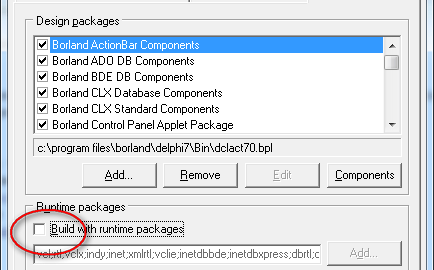 Design packages
Borland ActionBar Components
Borland ADO DB Components
Borland BDE DB Components
Borland CLX Database Components
Borland CLX Standard Components
Borland Control Panel Applet Package
c:\program files\borland\delphi7\Bin\dclact70.bpl
Add...
Remove
Edit
Components
Runtime packages
Build with runtime packages
vcl;rtl;vclx;indy;inet;xmlrtl;vclie;inetdbbde;inetdbxpress;dbrtl;c
Add...